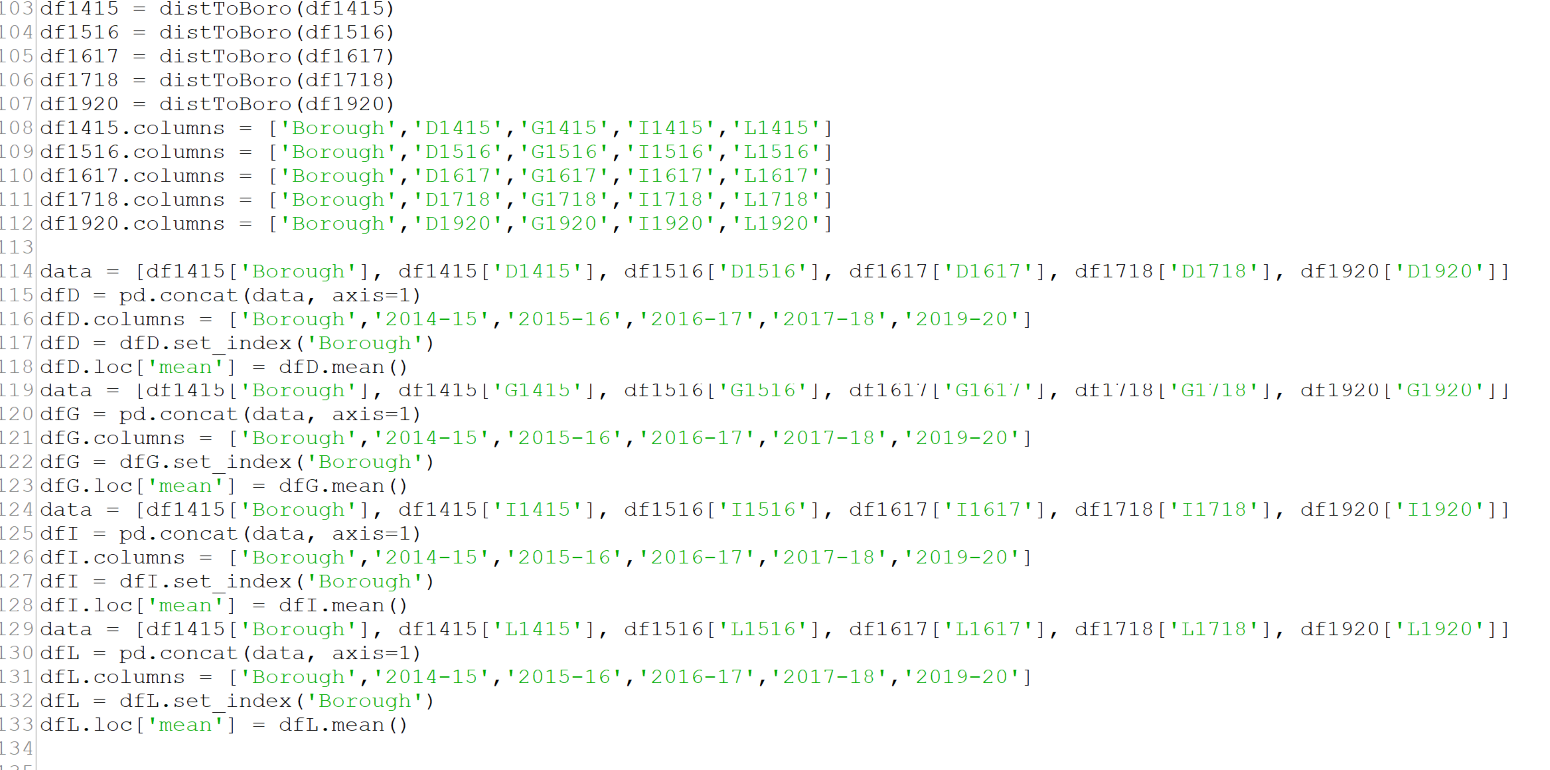 103 df1415 = distToBoro(df1415)
104 df1516 = distToBoro(df1516)
105 df1617 = distToBoro(df1617)
106 df1718 = distToBoro(df1718)
107 df1920 = distToBoro(df1920)
108 df1415.columns = ['Borough','D1415','G1415','I1415','L1415']
109 df1516.columns = ['Borough','D1516','G1516','I1516','L1516']
110 df1617.columns = ['Borough','D1617','G1617','I1617','L1617']
111 df1718.columns = ['Borough','D1718','G1718','I1718','L1718']
112 df1920.columns = ['Borough','D1920','G1920','I1920','L1920']
113
114 data = [df1415['Borough'], df1415['D1415'], df1516['D1516'], df1617['D1617'], df1718['D1718'], df1920['D1920']]
115 dfD = pd.concat(data, axis=1)
116 dfD.columns = ['Borough','2014-15','2015-16','2016-17','2017-18','2019-20']
117 dfD = dfD.set_index('Borough')
118 dfD.loc['mean'] = dfD.mean()
119 data = [df1415['Borough'], df1415['G1415'], df1516['G1516'], df1617['G1617'], df1718['G1718'], df1920['G1920']]
120 dfG = pd.concat(data, axis=1)
121 dfG.columns = ['Borough','2014-15','2015-16','2016-17','2017-18','2019-20']
122 dfG = dfG.set_index('Borough')
123 dfG.loc['mean'] = dfG.mean()
124 data = [df1415['Borough'], df1415['I1415'], df1516['I1516'], df1617['I1617'], df1718['I1718'], df1920['I1920']]
125 dfI = pd.concat(data, axis=1)
126 dfI.columns = ['Borough','2014-15','2015-16','2016-17','2017-18','2019-20']
127 dfI = dfI.set_index('Borough')
128 dfI.loc['mean'] = dfI.mean()
129 data = [df1415['Borough'], df1415['L1415'], df1516['L1516'], df1617['L1617'], df1718['L1718'], df1920['L1920']]
130 dfL = pd.concat(data, axis=1)
131 dfL.columns = ['Borough','2014-15','2015-16','2016-17','2017-18','2019-20']
132 dfL = dfL.set_index('Borough')
133 dfL.loc['mean'] = dfL.mean()
134